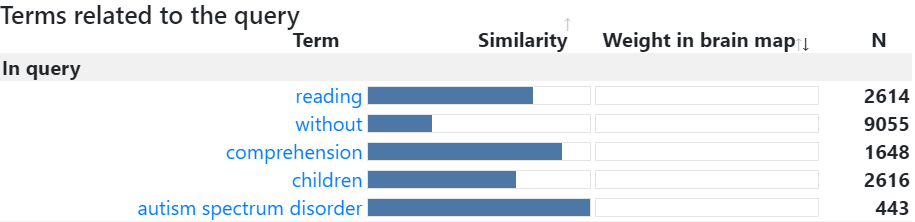 Terms related to the query
Term Similarity↑ Weight in brain map↑↓ N
In query
reading 2614
without 9055
comprehension 1648
children 2616
autism spectrum disorder 443